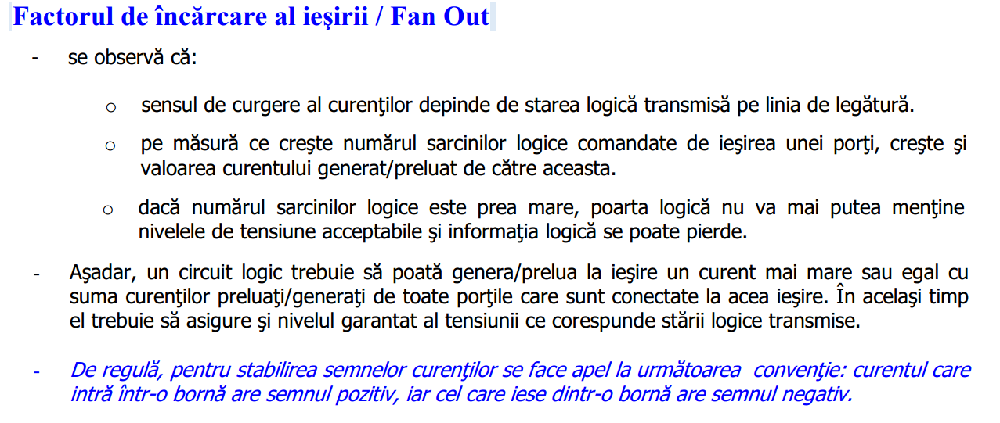 Factorul de încărcare al ieşirii / Fan Out
- se observă că:
o sensul de curgere al curenţilor depinde de starea logică transmisă pe linia de legătură.
o pe măsură ce creşte numărul sarcinilor logice comandate de ieşirea unei porţi, creşte şi
valoarea curentului generat/preluat de către aceasta.
o dacă numărul sarcinilor logice este prea mare, poarta logică nu va mai putea menţine
nivelele de tensiune acceptabile şi informaţia logică se poate pierde.
- Aşadar, un circuit logic trebuie să poată genera/prelua la ieşire un curent mai mare sau egal cu
suma curenţilor preluaţi/generaţi de toate porţile care sunt conectate la acea ieşire. În acelaşi timp
el trebuie să asigure şi nivelul garantat al tensiunii ce corespunde stării logice transmise.
- De regulă, pentru stabilirea semnelor curenţilor se face apel la următoarea convenţie: curentul care
intră într-o bornă are semnul pozitiv, iar cel care iese dintr-o bornă are semnul negativ.